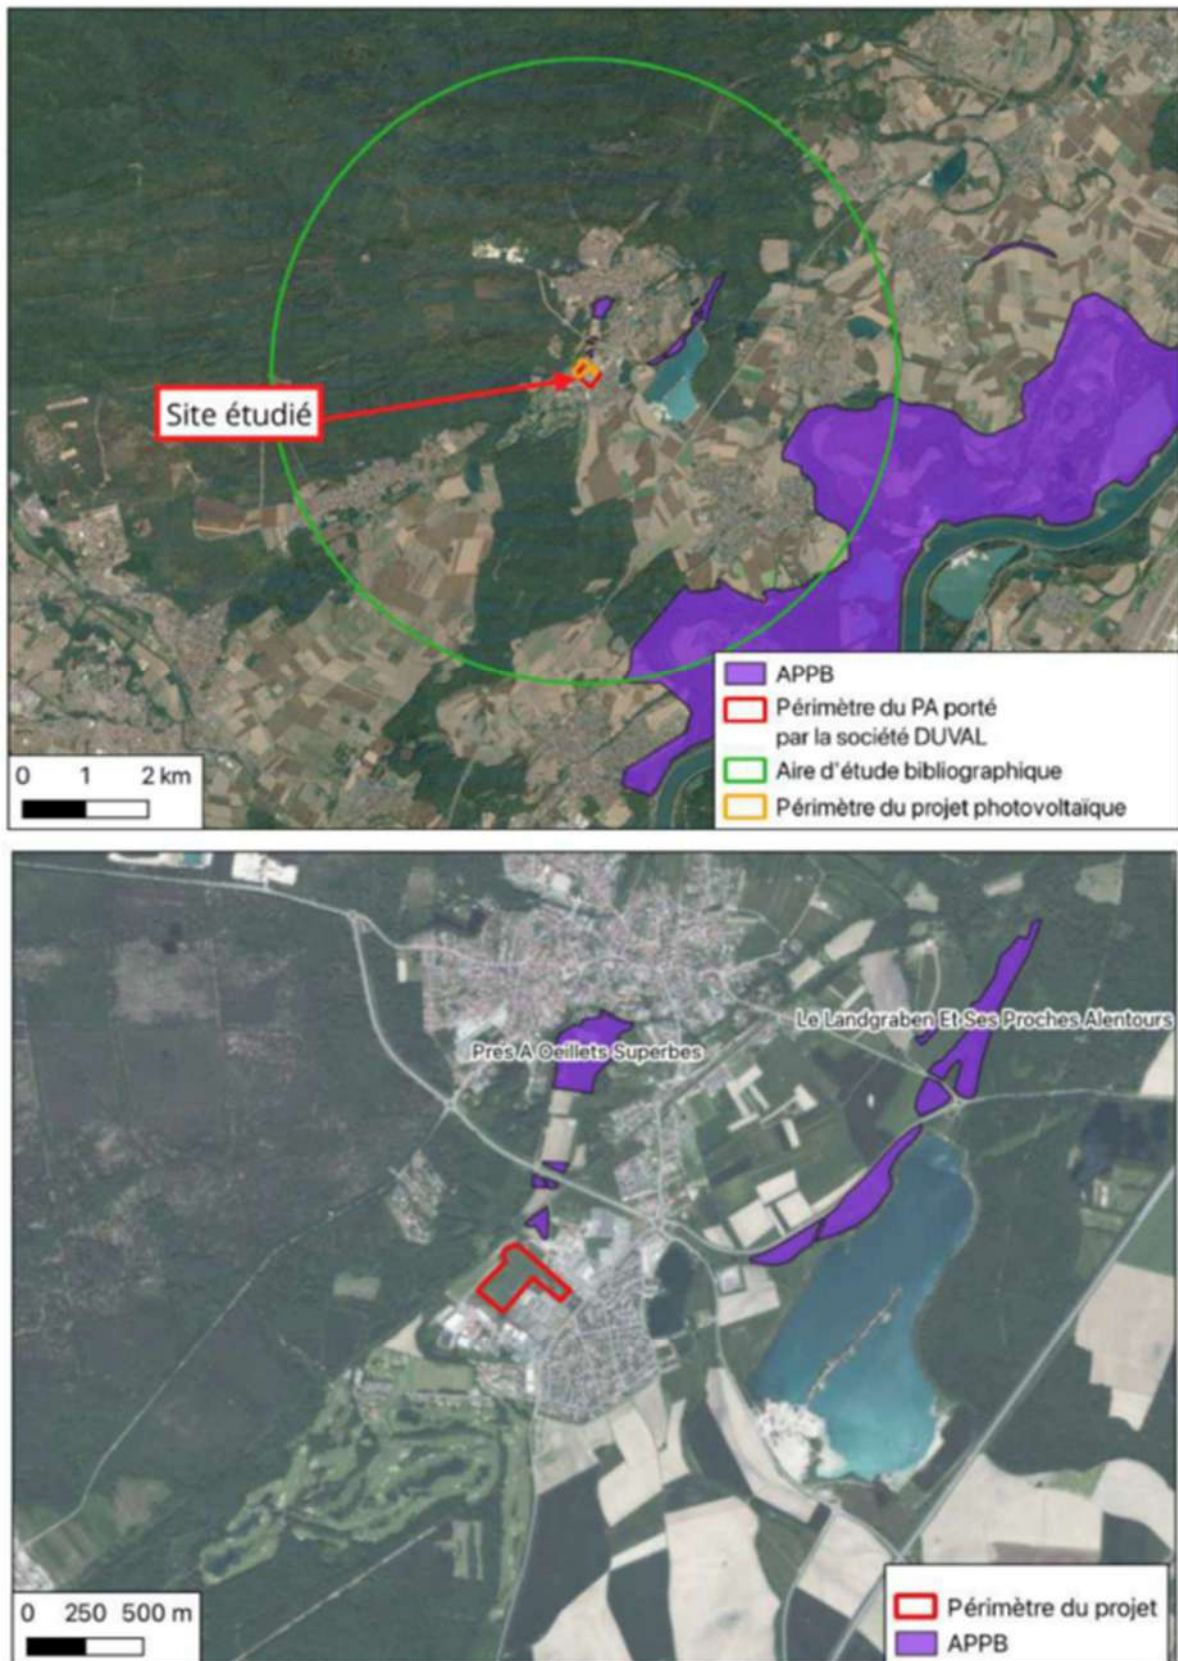 Site étudié
APPB
Périmètre du PA porté
par la société DUVAL
Aire d'étude bibliographique
Périmètre du projet photovoltaïque
0 1 2 km
Pres A Oeillets Superbes
Le Landgraben Et Ses Proches Alentours
0 250 500 m
Périmètre du projet
APPB